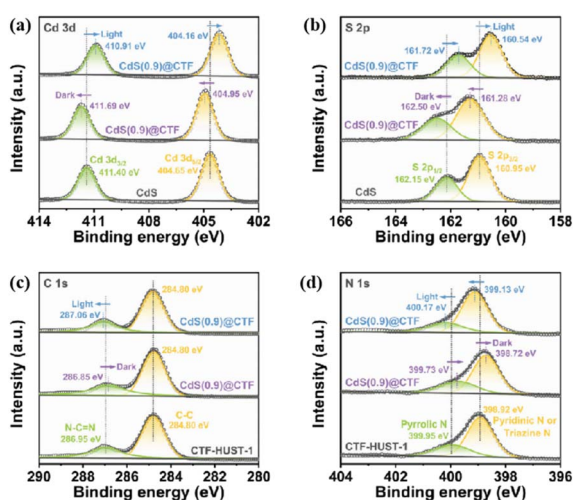 (a)
Cd 3d
Light
410.91 eV
404.16 eV
CdS(0.9)@CTF
Dark
411.69 eV
404.95 eV
CdS(0.9)@CTF
CdS(0.9)@CTF
Cd 3d3/2
411.40 eV
Cd 3d5/2
404.65 eV
CdS
Intensity (a.u.)
414 412 410 408 406 404 402
Binding energy (eV)
(b)
S 2p
Light
160.54 eV
161.72 eV
CdS(0.9)@CTF
Dark
162.50 eV
161.28 eV
CdS(0.9)@CTF
S 2p1/2
162.15 eV
S 2p3/2
160.95 eV
CdS
Intensity (a.u.)
166 164 162 160 158
Binding energy (eV)
(c)
C 1s
284.80 eV
Light
287.06 eV
CdS(0.9)@CTF
284.80 eV
Dark
286.85 eV
CdS(0.9)@CTF
N-C=N
286.95 eV
C-C
284.80 eV
CTF-HUST-1
Intensity (a.u.)
290 288 286 284 282 280
Binding energy (eV)
(d)
N 1s
399.13 eV
Light
400.17 eV
CdS(0.9)@CTF
Dark
398.72 eV
399.73 eV
CdS(0.9)@CTF
Pyrrolic N
399.95 eV
398.92 eV
Pyridinic N or
Triazine N
CTF-HUST-1
Intensity (a.u.)
404 402 400 398 396
Binding energy (eV)